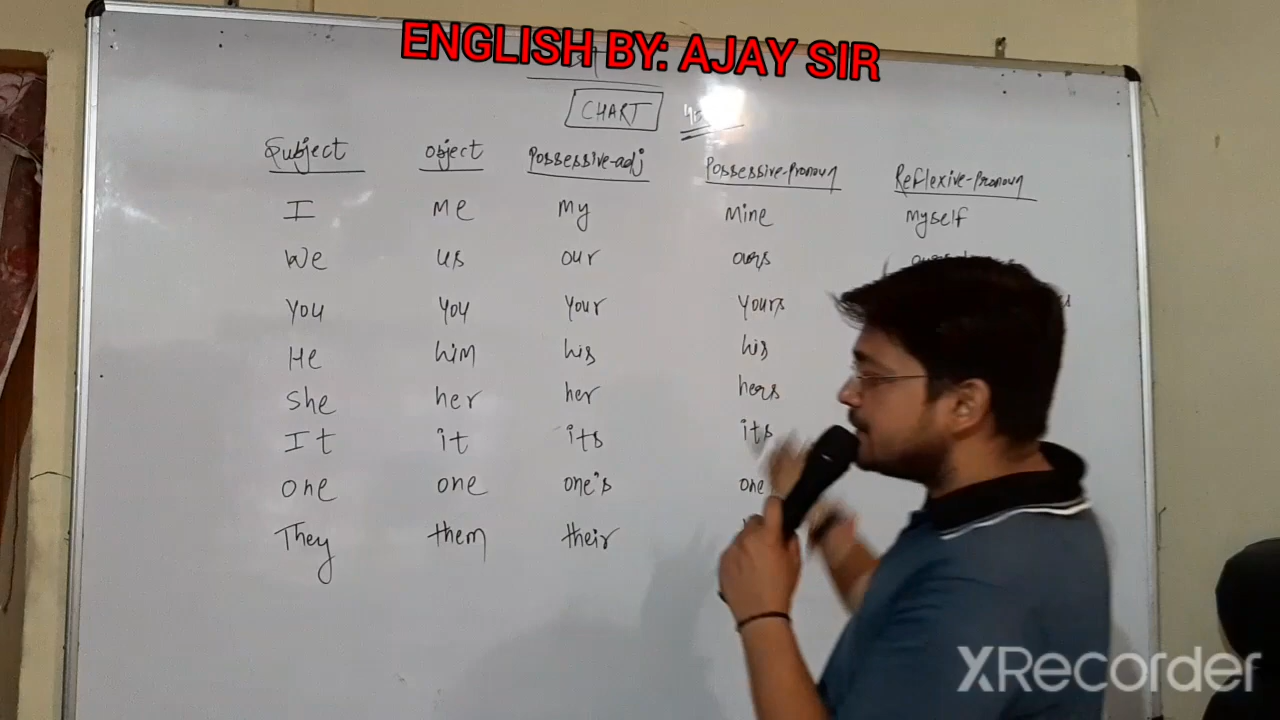 ENGLISH BY: AJAY SIR
CHART
Subject object Possessive-adj Possessive-Pronoun Reflexive-Pronoun
I me my mine myself
We us our ours
You you your yours
He him his his
She her her hers
It it its its
one one one's one
They them their
XRecorder